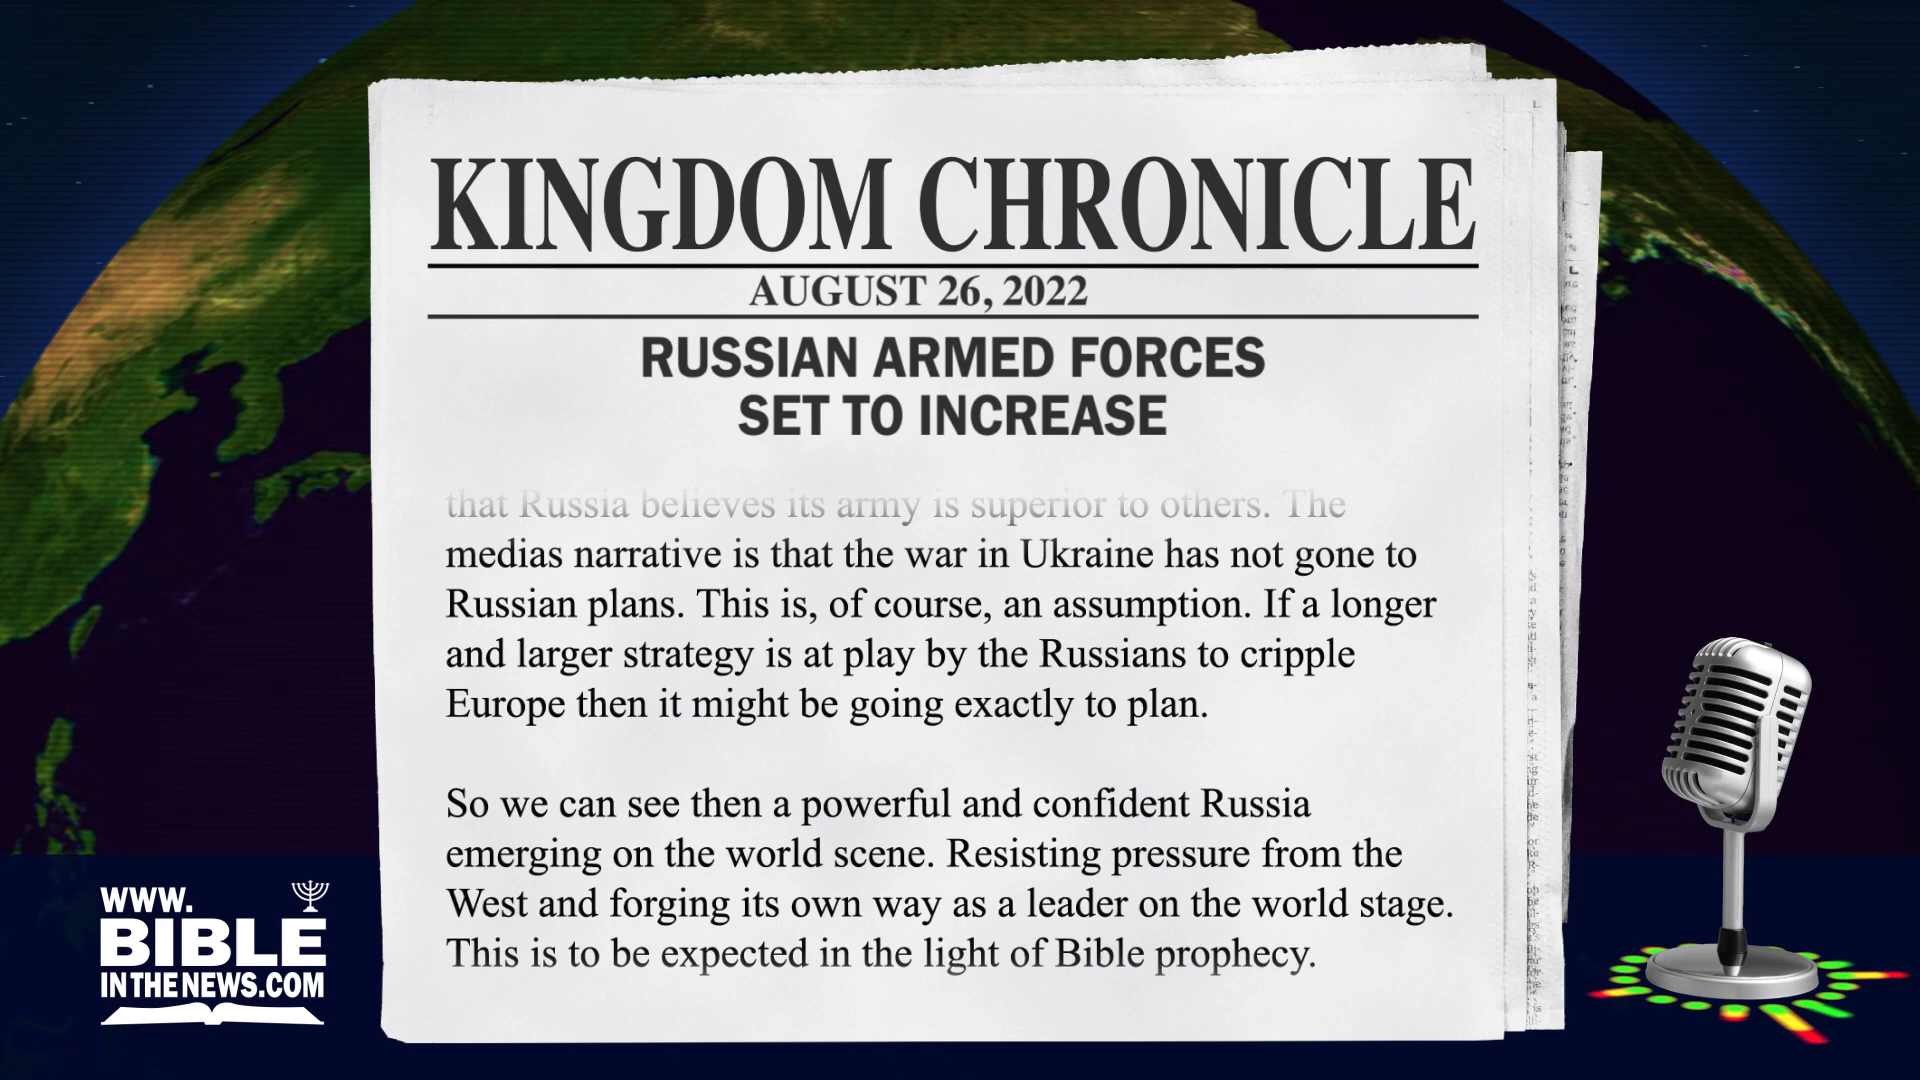 KINGDOM CHRONICLE
AUGUST 26, 2022
RUSSIAN ARMED FORCES
SET TO INCREASE
that Russia believes its army is superior to others. The
medias narrative is that the war in Ukraine has not gone to
Russian plans. This is, of course, an assumption. If a longer
and larger strategy is at play by the Russians to cripple
Europe then it might be going exactly to plan.
So we can see then a powerful and confident Russia
emerging on the world scene. Resisting pressure from the
West and forging its own way as a leader on the world stage.
This is to be expected in the light of Bible prophecy.
WWW.
BIBLE
IN THE NEWS.COM